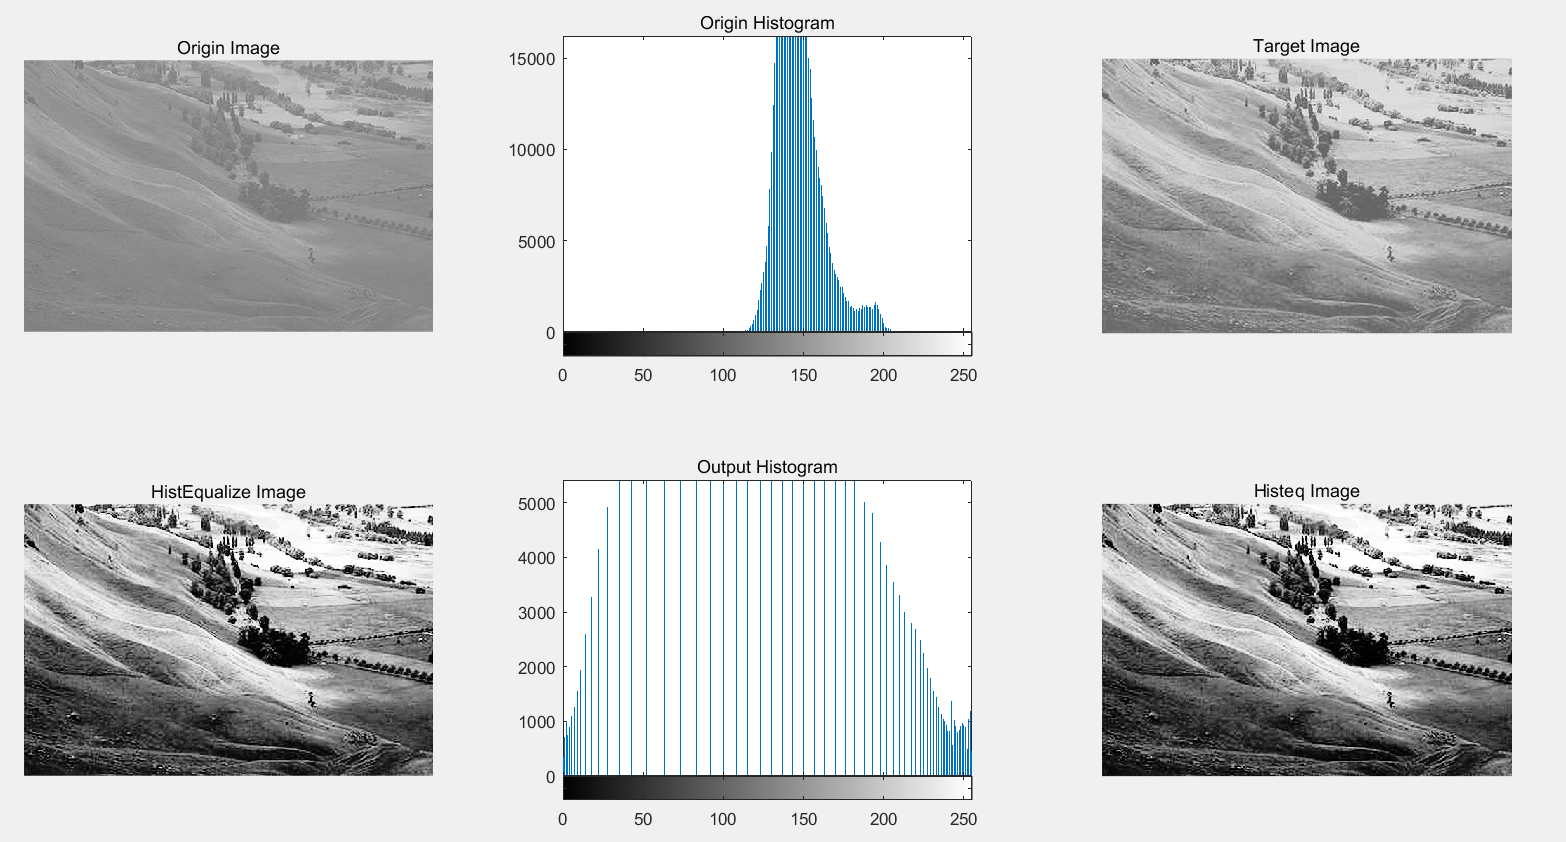 Origin Image
Origin Histogram
Target Image
15000
10000
5000
0
0 50 100 150 200 250
HistEqualize Image
Output Histogram
Histeq Image
5000
4000
3000
2000
1000
0
0 50 100 150 200 250